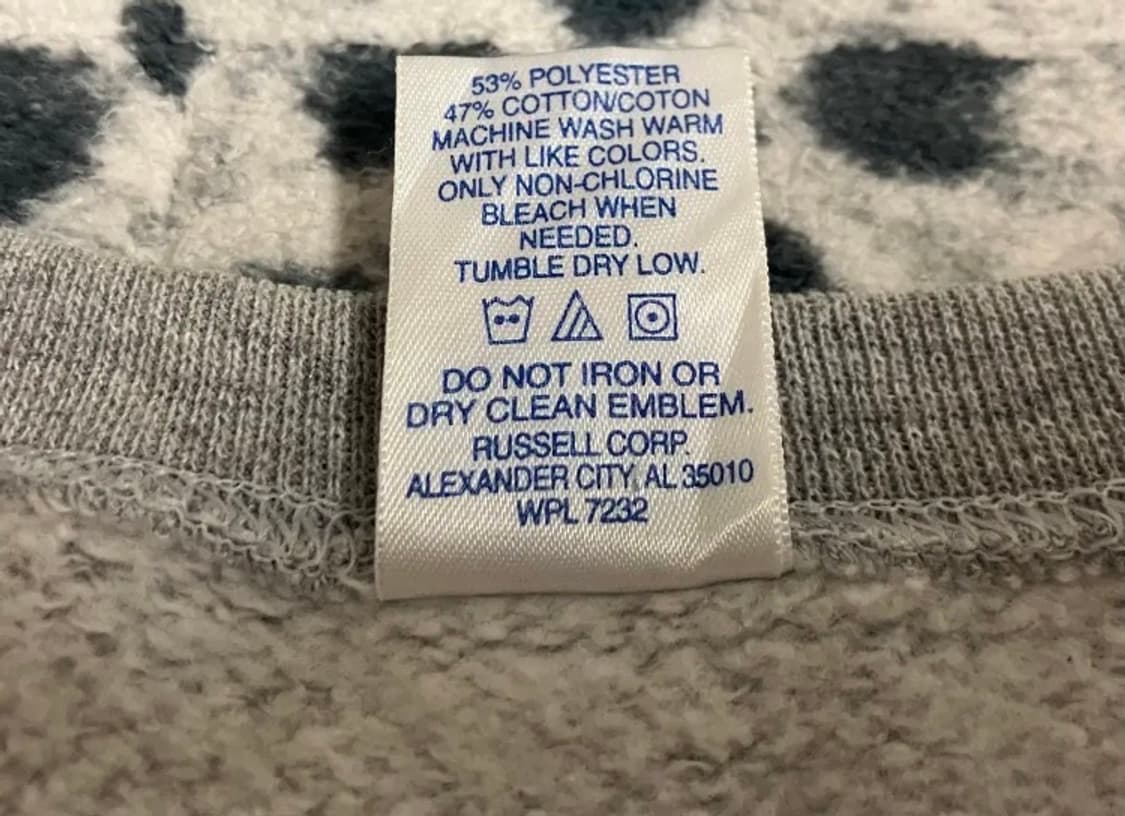 53% POLYESTER
47% COTTON/COTON
MACHINE WASH WARM
WITH LIKE COLORS.
ONLY NON-CHLORINE
BLEACH WHEN
NEEDED.
TUMBLE DRY LOW.
DO NOT IRON OR
DRY CLEAN EMBLEM.
RUSSELL CORP.
ALEXANDER CITY, AL 35010
WPL 7232